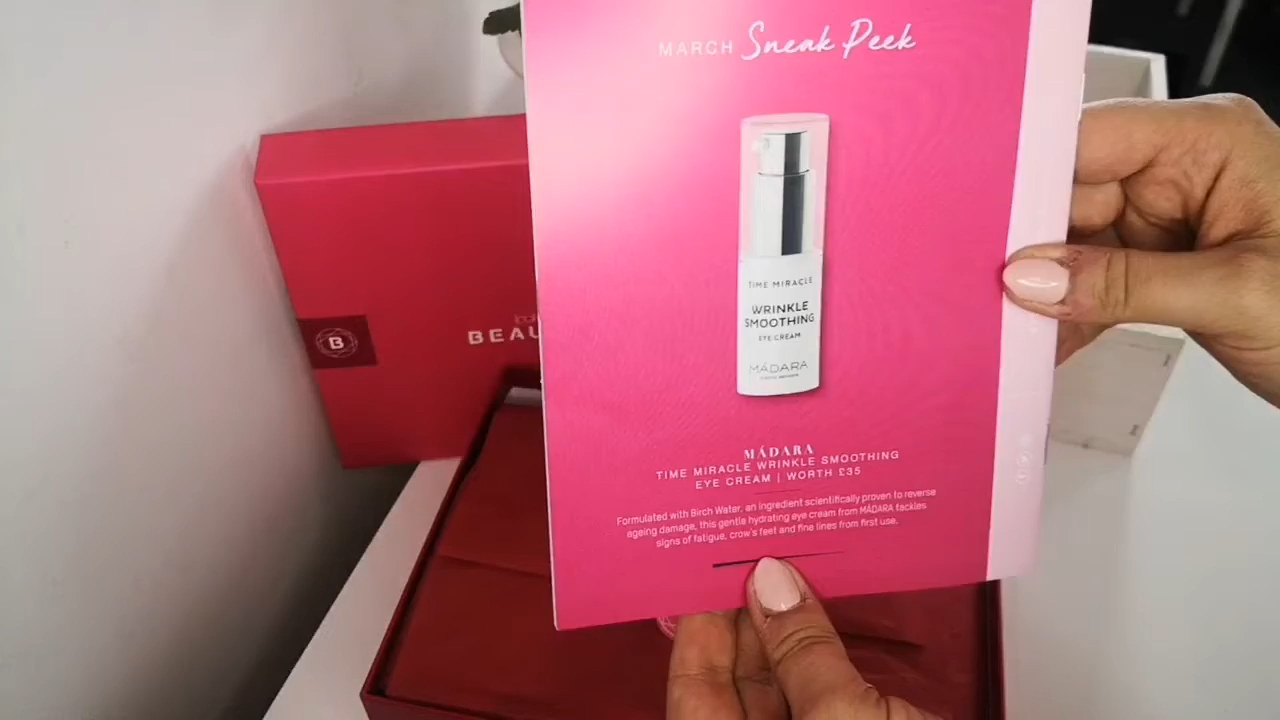 MARCH Sneak Peek
TIME MIRACLE
WRINKLE
SMOOTHING
EYE CREAM
MÁDARA
MÁDARA
TIME MIRACLE WRINKLE SMOOTHING
EYE CREAM | WORTH £35
Formulated with Birch Water, an ingredient scientifically proven to reverse
ageing damage, this gentle hydrating eye cream from MÁDARA tackles
signs of fatigue, crow's feet and fine lines from first use.
B
BEAU